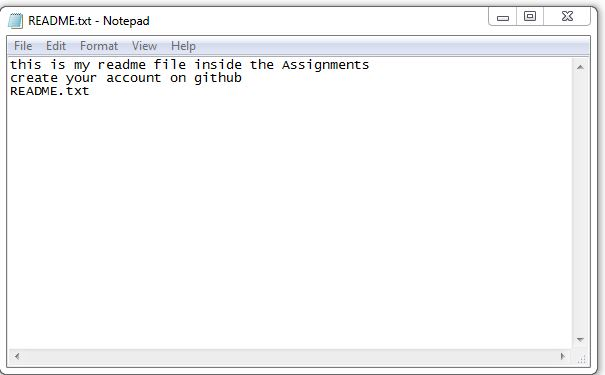 README.txt - Notepad
File Edit Format View Help
this is my readme file inside the Assignments
create your account on github
README.txt